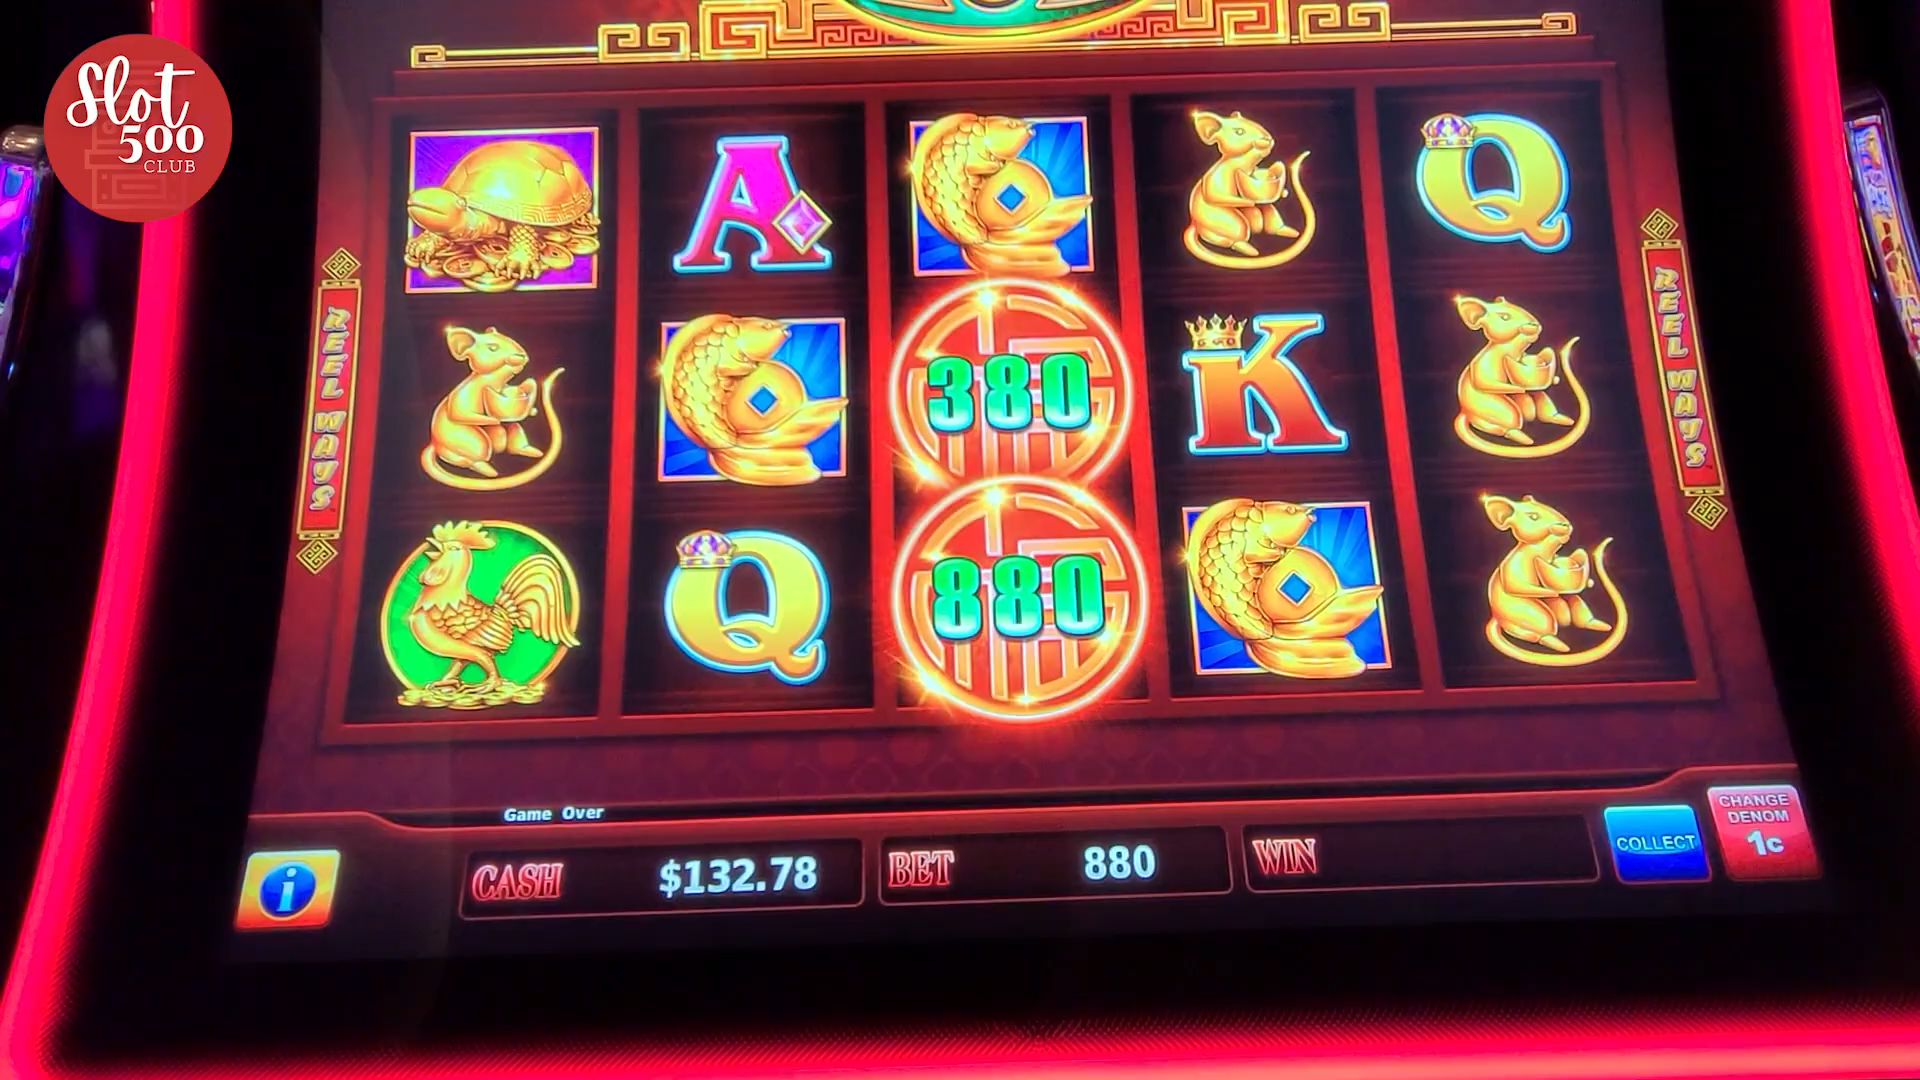 Slot
500
CLUB
A
Q
REEL WAYS
K
REEL WAYS
380
Q
880
Game Over
i
CASH $132.78
BET 880
WIN
COLLECT
CHANGE
DENOM
1c